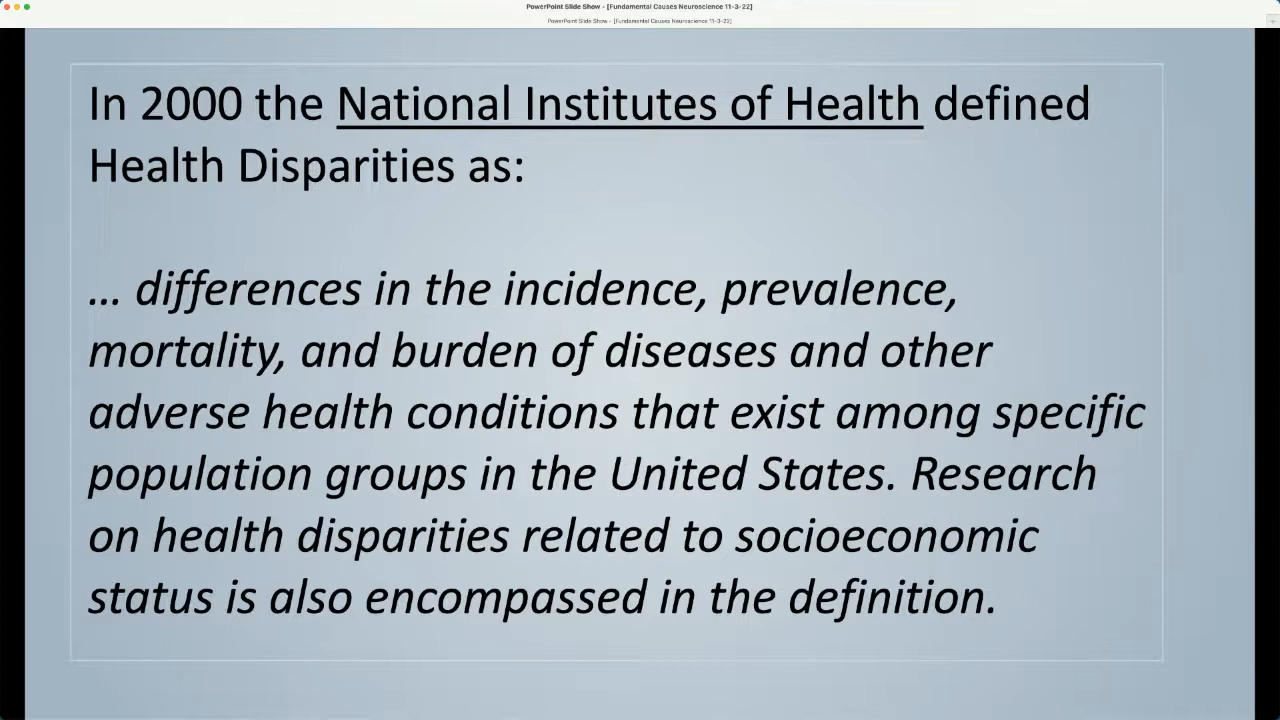 PowerPoint Slide Show - [Fundamental Causes Neuroscience 11-3-22]
PowerPoint Slide Show - [Fundamental Causes Neuroscience 11-3-22]
In 2000 the National Institutes of Health defined
Health Disparities as:
... differences in the incidence, prevalence,
mortality, and burden of diseases and other
adverse health conditions that exist among specific
population groups in the United States. Research
on health disparities related to socioeconomic
status is also encompassed in the definition.